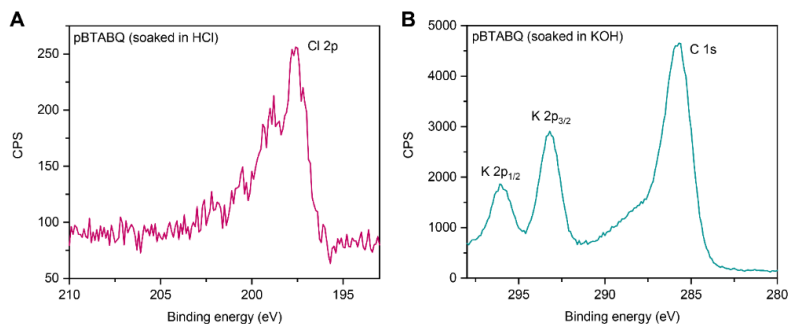 A
pBTABQ (soaked in HCl)
Cl 2p
CPS
250
200
150
100
50
210
205
200
195
Binding energy (eV)
B
pBTABQ (soaked in KOH)
C 1s
K 2p3/2
K 2p1/2
CPS
5000
4000
3000
2000
1000
0
295
290
285
280
Binding energy (eV)